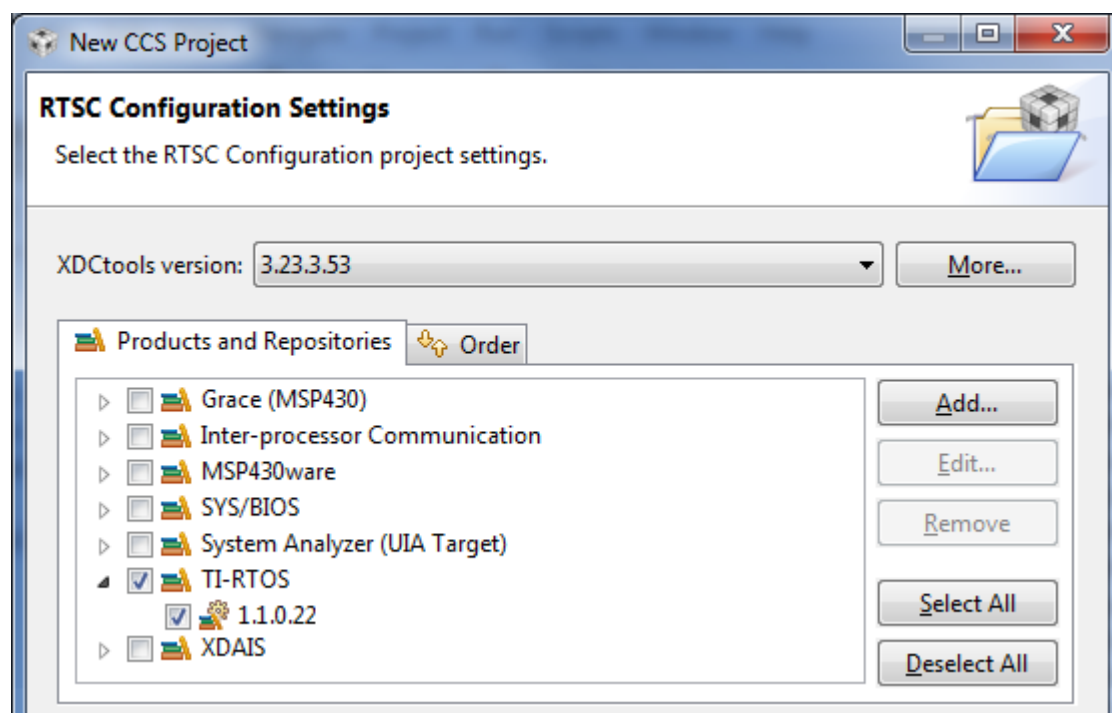 New CCS Project
RTSC Configuration Settings
Select the RTSC Configuration project settings.
XDCtools version: 3.23.3.53 More...
Products and Repositories Order
Grace (MSP430)
Add...
Inter-processor Communication
MSP430ware
Edit...
SYS/BIOS
Remove
System Analyzer (UIA Target)
TI-RTOS
1.1.0.22
Select All
XDAIS
Deselect All